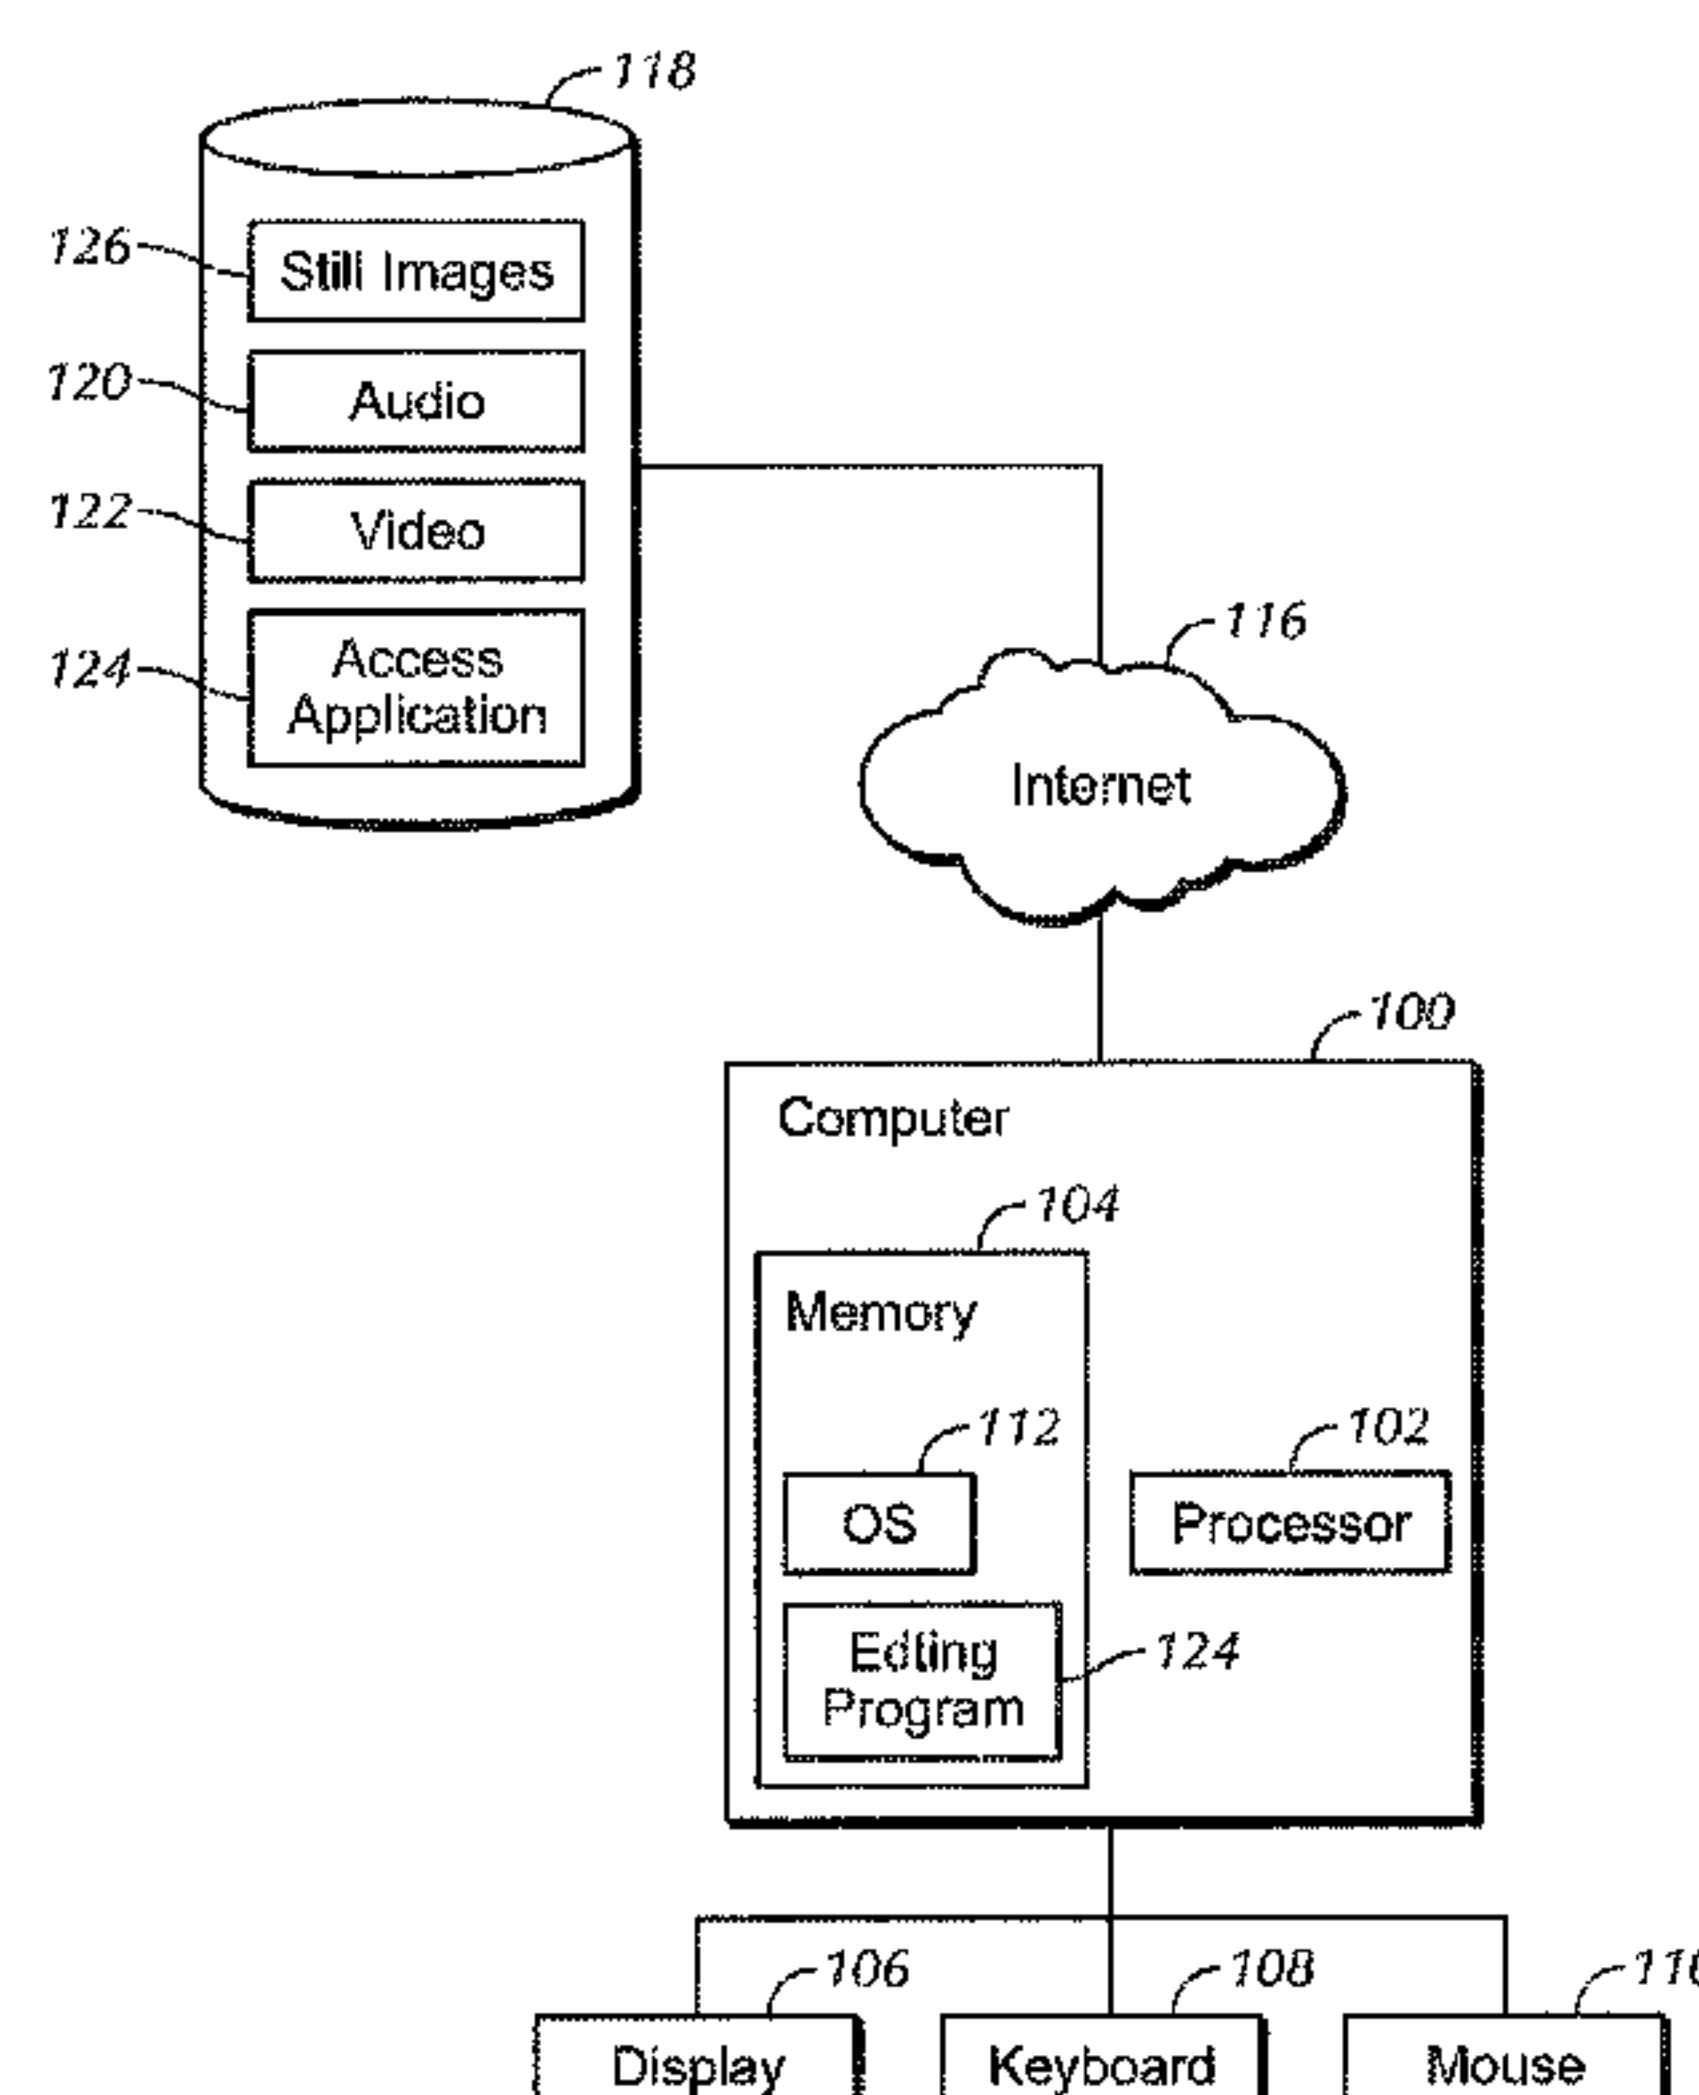 118
126
Still Images
120
Audio
122
Video
124
Access
Application
116
Internet
100
Computer
104
Memory
112
OS
102
Processor
Edting
Program
124
106
108
110
Display
Keyboard
Mouse